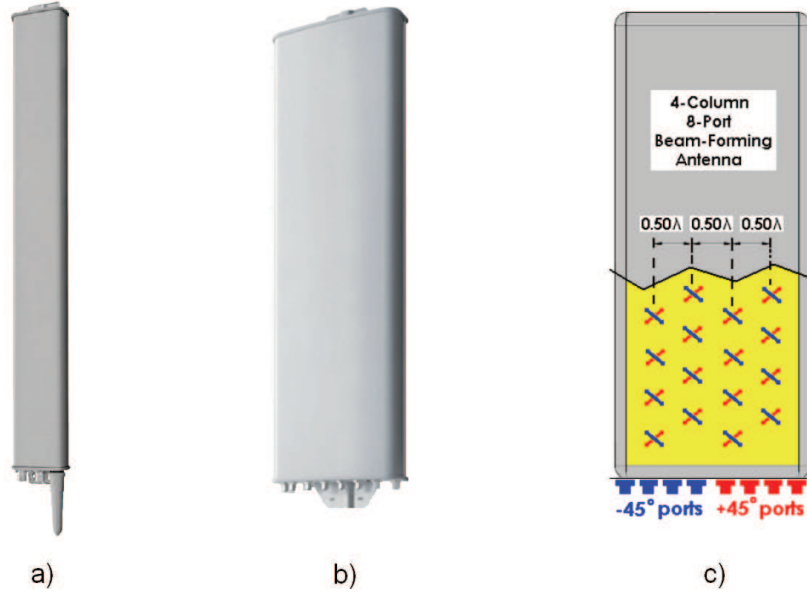 4-Column
8-Port
Beam-Forming
Antenna
0.50λ 0.50λ 0.50λ
-45° ports +45° ports
a) b) c)